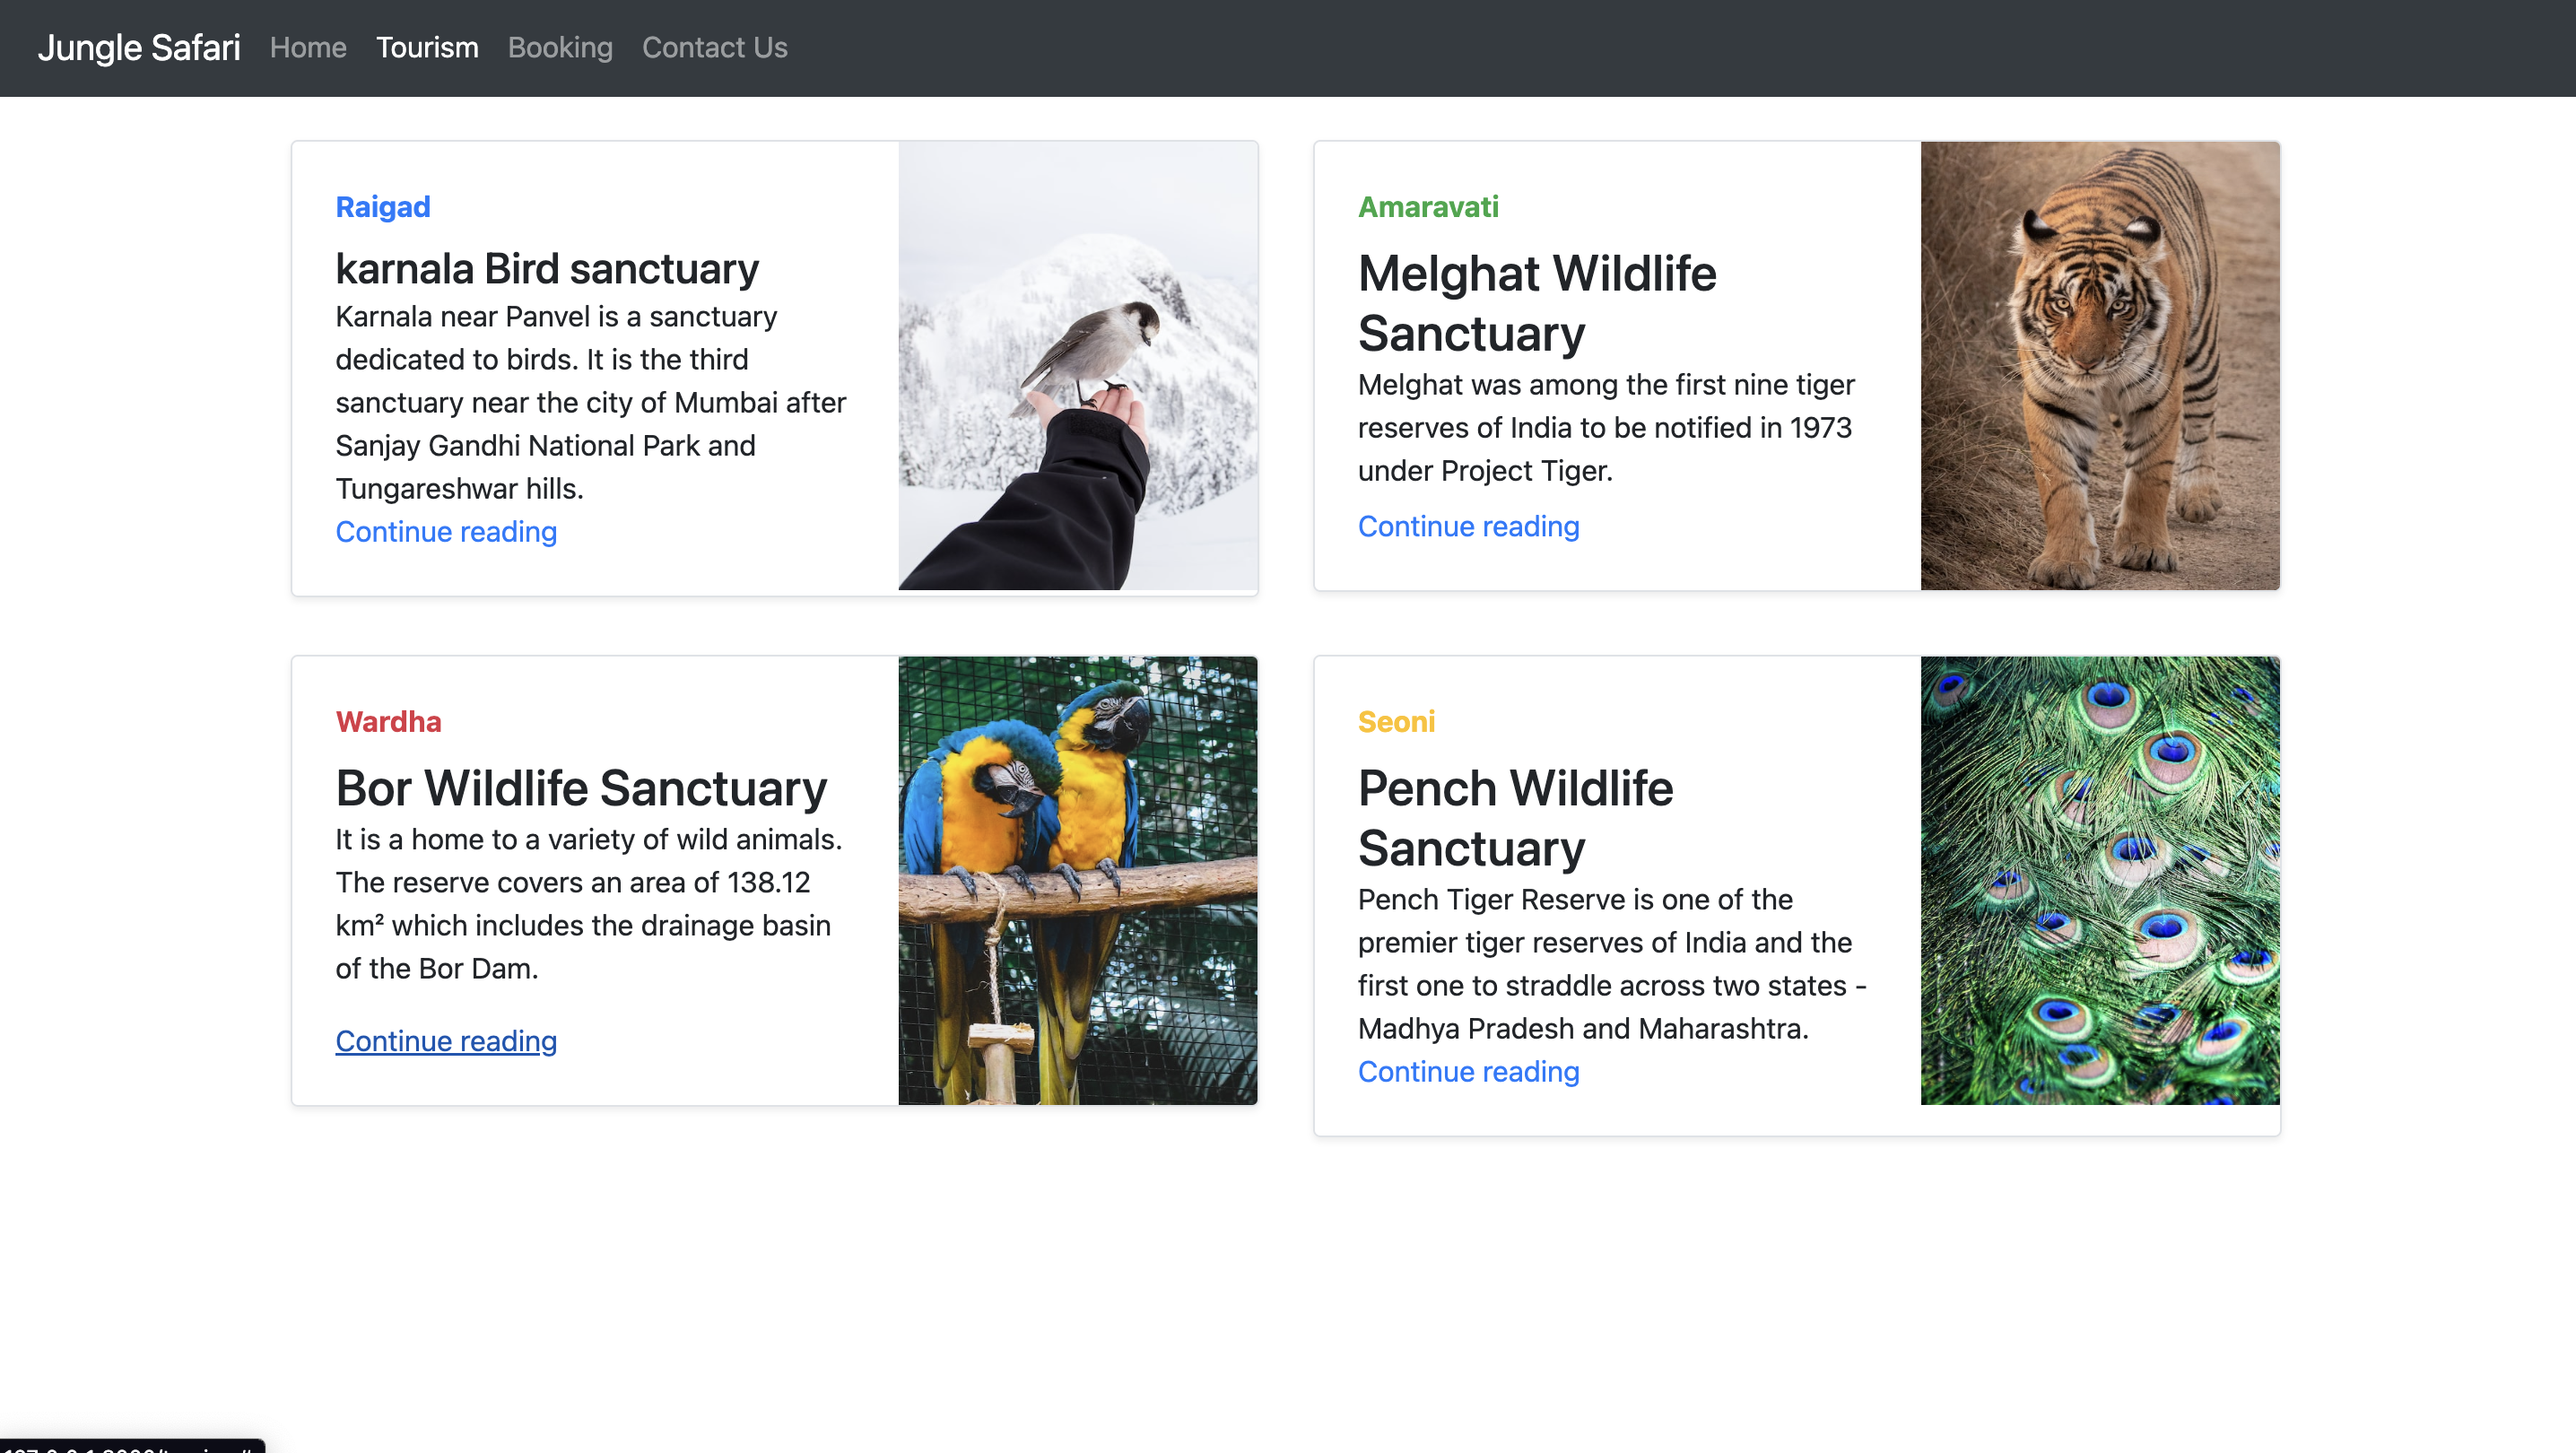 Jungle Safari Home Tourism Booking Contact Us
Raigad
karnala Bird sanctuary
Karnala near Panvel is a sanctuary
dedicated to birds. It is the third
sanctuary near the city of Mumbai after
Sanjay Gandhi National Park and
Tungareshwar hills.
Continue reading
Amaravati
Melghat Wildlife
Sanctuary
Melghat was among the first nine tiger
reserves of India to be notified in 1973
under Project Tiger.
Continue reading
Wardha
Bor Wildlife Sanctuary
It is a home to a variety of wild animals.
The reserve covers an area of 138.12
km² which includes the drainage basin
of the Bor Dam.
Continue reading
Seoni
Pench Wildlife
Sanctuary
Pench Tiger Reserve is one of the
premier tiger reserves of India and the
first one to straddle across two states -
Madhya Pradesh and Maharashtra.
Continue reading